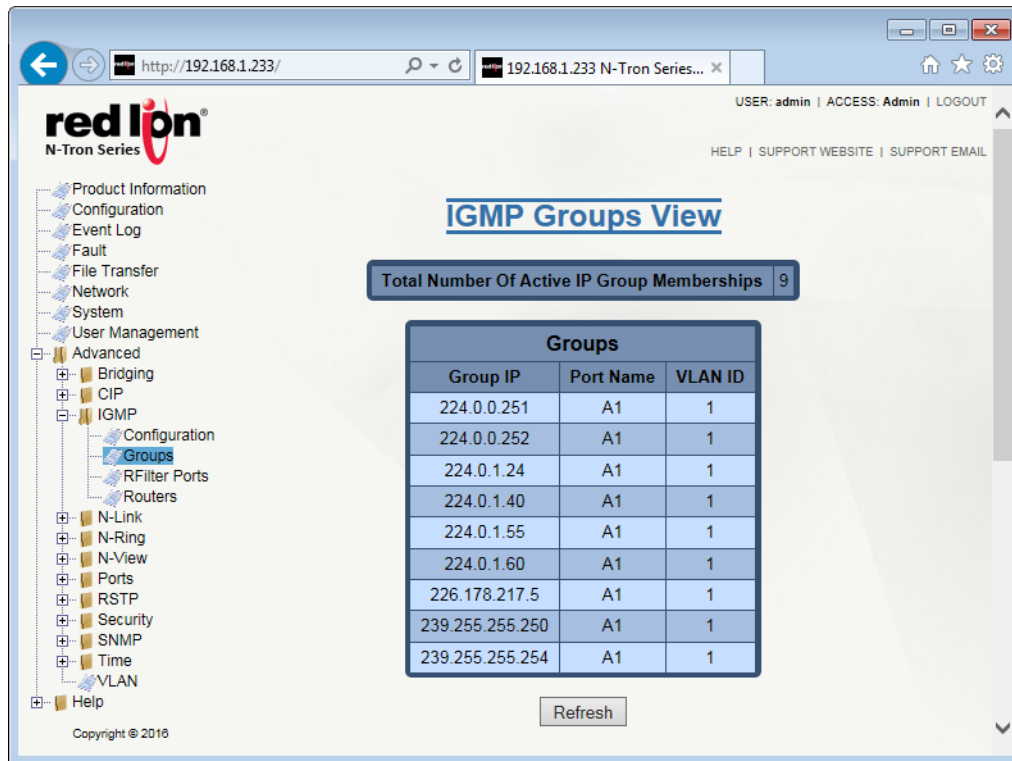 http://192.168.1.233/
192.168.1.233 N-Tron Series...
USER: admin | ACCESS: Admin | LOGOUT
red lion®
N-Tron Series
HELP | SUPPORT WEBSITE | SUPPORT EMAIL
Product Information
Configuration
Event Log
Fault
File Transfer
Network
System
User Management
Advanced
Bridging
CIP
IGMP
Configuration
Groups
RFilter Ports
Routers
N-Link
N-Ring
N-View
Ports
RSTP
Security
SNMP
Time
VLAN
Help
Copyright © 2016
IGMP Groups View
Total Number Of Active IP Group Memberships 9
Groups
Group IP Port Name VLAN ID
224.0.0.251 A1 1
224.0.0.252 A1 1
224.0.1.24 A1 1
224.0.1.40 A1 1
224.0.1.55 A1 1
224.0.1.60 A1 1
226.178.217.5 A1 1
239.255.255.250 A1 1
239.255.255.254 A1 1
Refresh